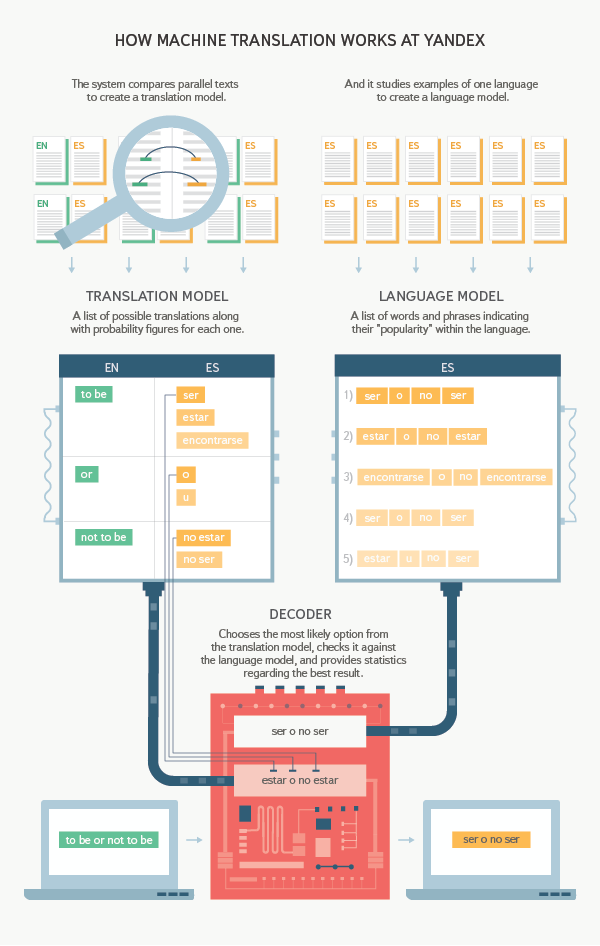 HOW MACHINE TRANSLATION WORKS AT YANDEX
The system compares parallel texts
to create a translation model.
And it studies examples of one language
to create a language model.
EN ES ES
ES ES ES ES ES ES
EN ES ES
ES ES ES ES ES ES
TRANSLATION MODEL
A list of possible translations along
with probability figures for each one.
LANGUAGE MODEL
A list of words and phrases indicating
their "popularity" within the language.
EN ES
to be
ser
estar
encontrarse
or
o
u
not to be
no estar
no ser
ES
1) ser o no ser
2) estar o no estar
3) encontrarse o no encontrarse
4) ser o no ser
5) estar u no ser
DECODER
Chooses the most likely option from
the translation model, checks it against
the language model, and provides statistics
regarding the best result.
ser o no ser
estar o no estar
to be or not to be
ser o no ser